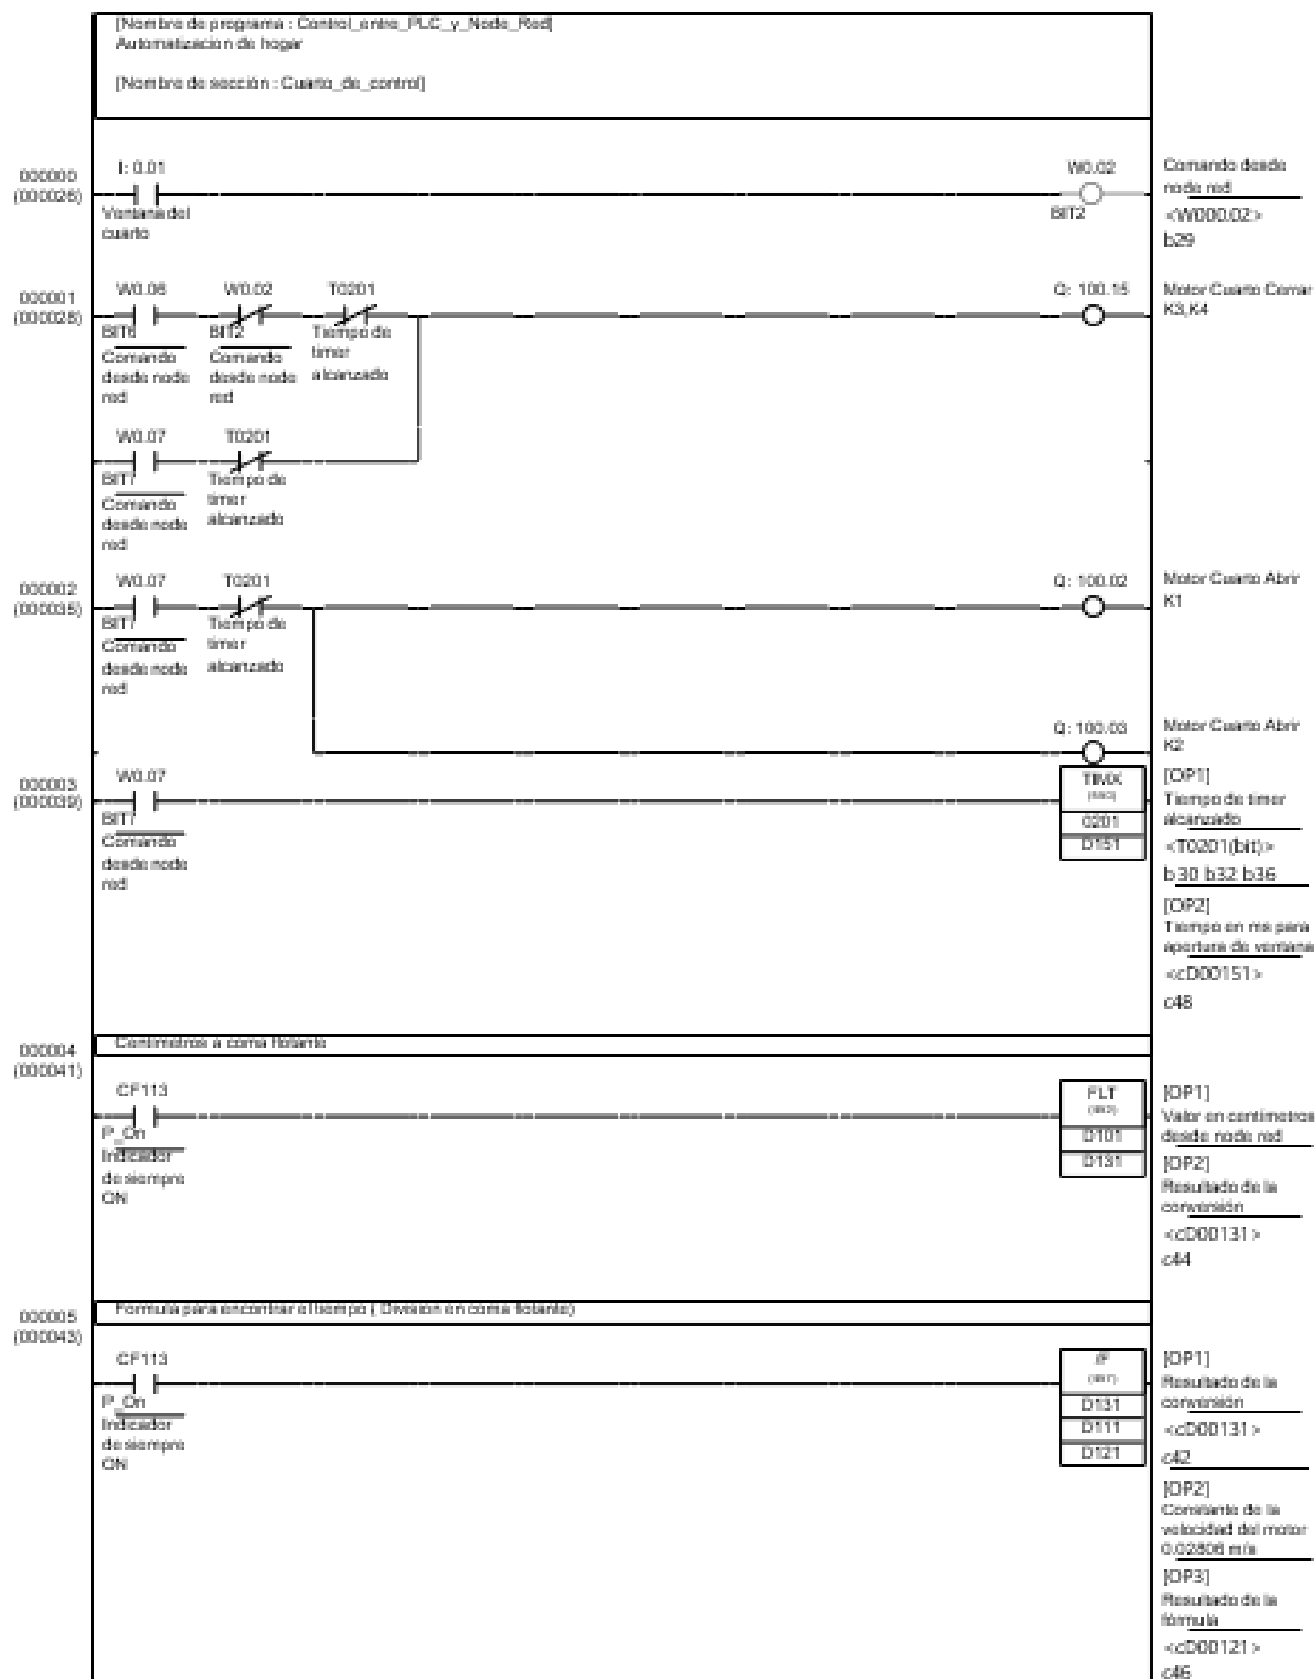 [Nombre de programa : Control_entre_PLC_y_Node_Red]
Automatizacion de hogar
[Nombre de sección : Cuarto_de_control]
000000
(000026)
I: 0.01
Ventana del
cuarto
W0.02
BIT2
Comando desde
node red
<W000.02>
b29
000001
(000028)
W0.06
BIT6
Comando
desde node
red
W0.02
BIT2
Comando
desde node
red
T0201
Tiempo de
timer
alcanzado
Q: 100.15
Motor Cuarto Cerrar
K3,K4
W0.07
BIT7
Comando
desde node
red
T0201
Tiempo de
timer
alcanzado
000002
(000035)
W0.07
BIT7
Comando
desde node
red
T0201
Tiempo de
timer
alcanzado
Q: 100.02
Motor Cuarto Abrir
K1
Q: 100.03
Motor Cuarto Abrir
K2
000003
(000039)
W0.07
BIT7
Comando
desde node
red
TIMX
0201
D151
[OP1]
Tiempo de timer
alcanzado
<T0201(bit)>
b30 b32 b36
[OP2]
Tiempo en ms para
apertura de ventana
<cD00151>
c48
000004
(000041)
Centimetros a coma flotante
CF113
P_On
Indicador
de siempre
ON
FLT
D101
D131
[OP1]
Valor en centimetros
desde node red
[OP2]
Resultado de la
conversión
<cD00131>
c44
000005
(000043)
Formula para encontrar el tiempo ( Division en coma flotante)
CF113
P_On
Indicador
de siempre
ON
/F
D131
D111
D121
[OP1]
Resultado de la
conversión
<cD00131>
c42
[OP2]
Constante de la
velocidad del motor
0.02806 m/s
[OP3]
Resultado de la
fórmula
<cD00121>
c46